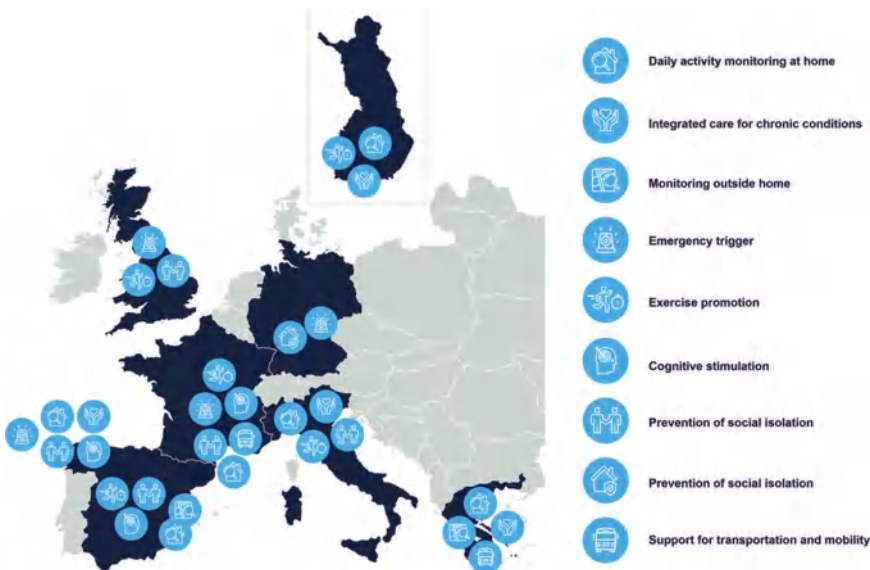 Daily activity monitoring at home
Integrated care for chronic conditions
Monitoring outside home
Emergency trigger
Exercise promotion
Cognitive stimulation
Prevention of social isolation
Prevention of social isolation
Support for transportation and mobility